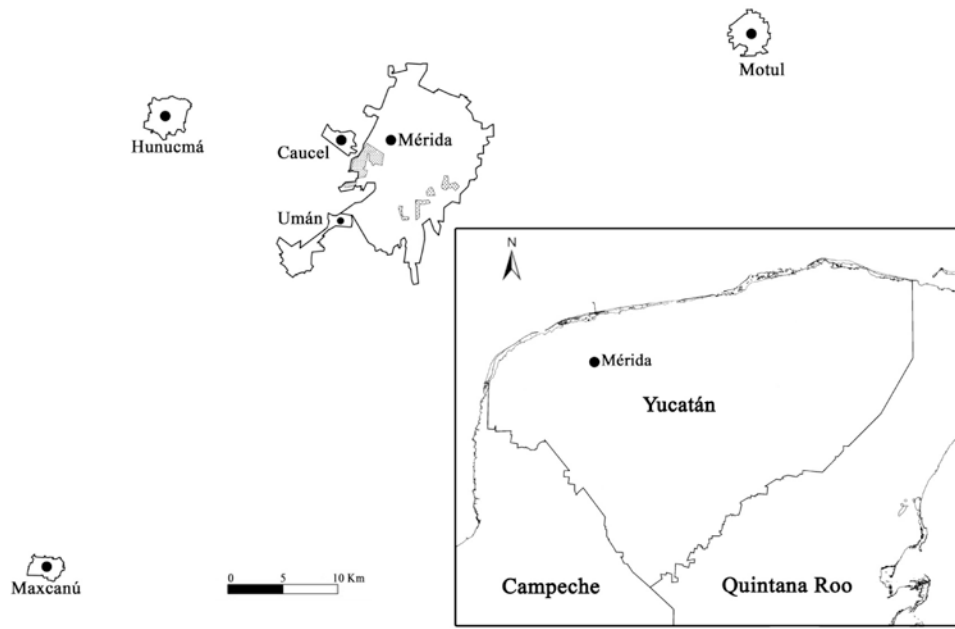 Motul
Hunucmá
Caucel
Mérida
Umán
N
Mérida
Yucatán
Campeche
Quintana Roo
Maxcanú
0 5 10 Km